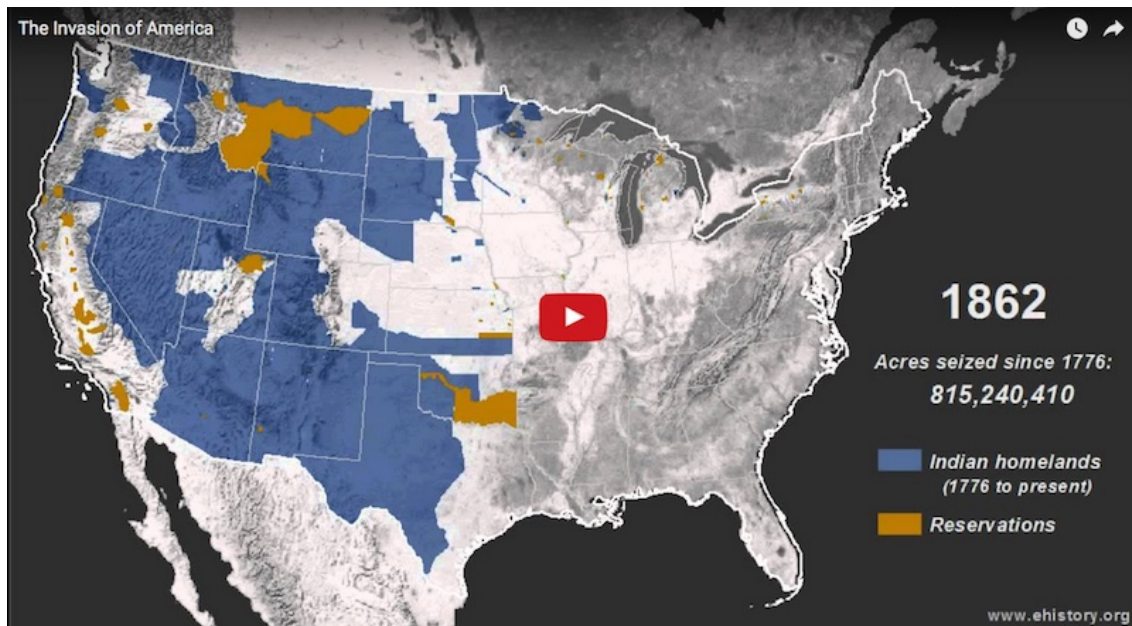 The Invasion of America
1862
Acres seized since 1776:
815,240,410
Indian homelands
(1776 to present)
Reservations
www.ehistory.org